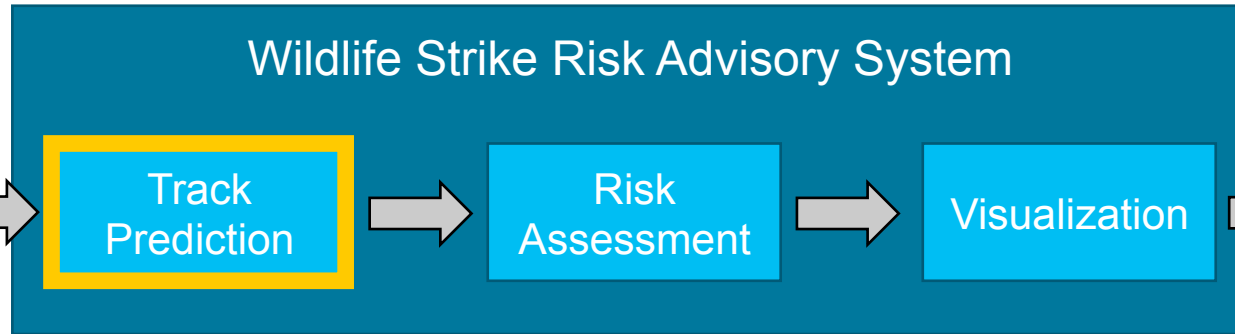 Wildlife Strike Risk Advisory System
Track
Prediction
Risk
Assessment
Visualization